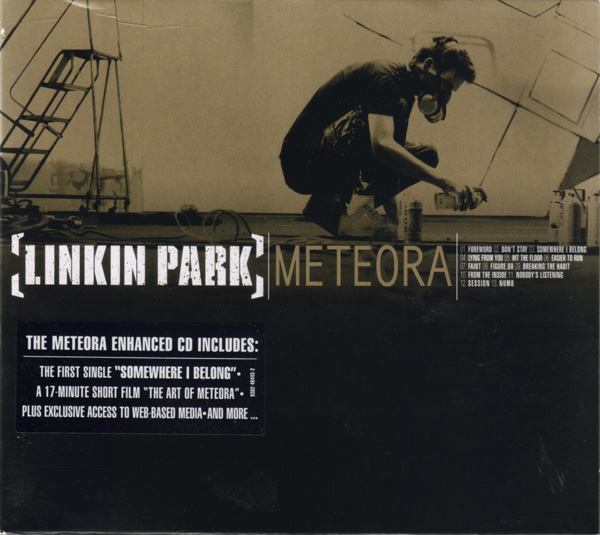 [LINKIN PARK] METEORA
01. FOREWORD 02. DON'T STAY 03. SOMEWHERE I BELONG
04. LYING FROM YOU 05. HIT THE FLOOR 06. EASIER TO RUN
07. FAINT 08. FIGURE.09 09. BREAKING THE HABIT
10. FROM THE INSIDE 11. NOBODY'S LISTENING
12. SESSION 13. NUMB
THE METEORA ENHANCED CD INCLUDES:
THE FIRST SINGLE "SOMEWHERE I BELONG"•
A 17-MINUTE SHORT FILM "THE ART OF METEORA"•
PLUS EXCLUSIVE ACCESS TO WEB-BASED MEDIA•AND MORE ...